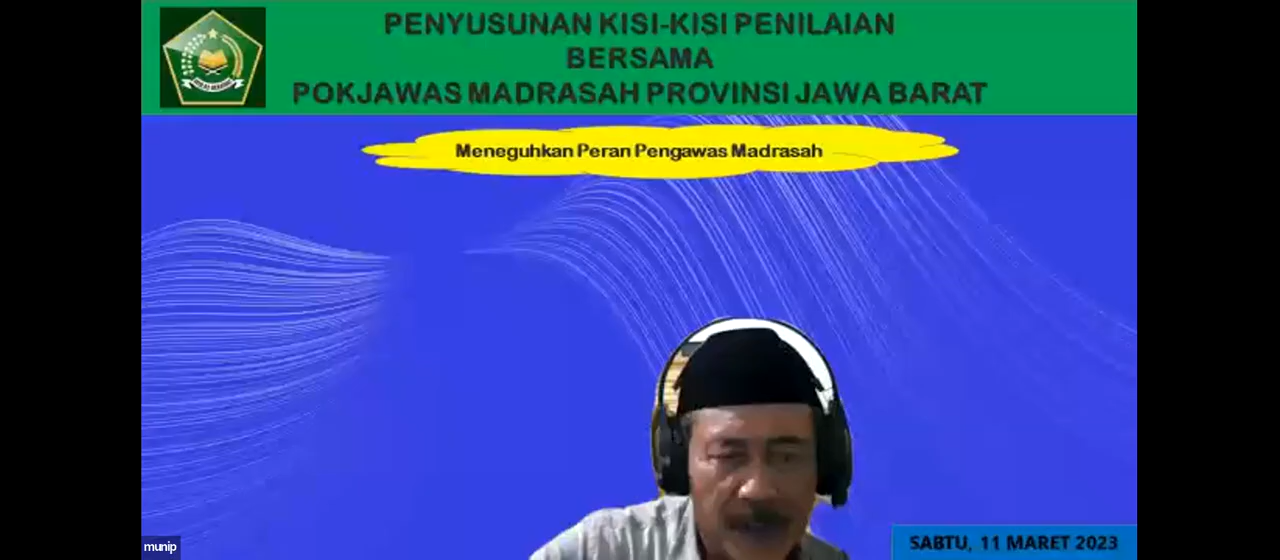 PENYUSUNAN KISI-KISI PENILAIAN
BERSAMA
POKJAWAS MADRASAH PROVINSI JAWA BARAT
Meneguhkan Peran Pengawas Madrasah
SABTU, 11 MARET 2023
munip